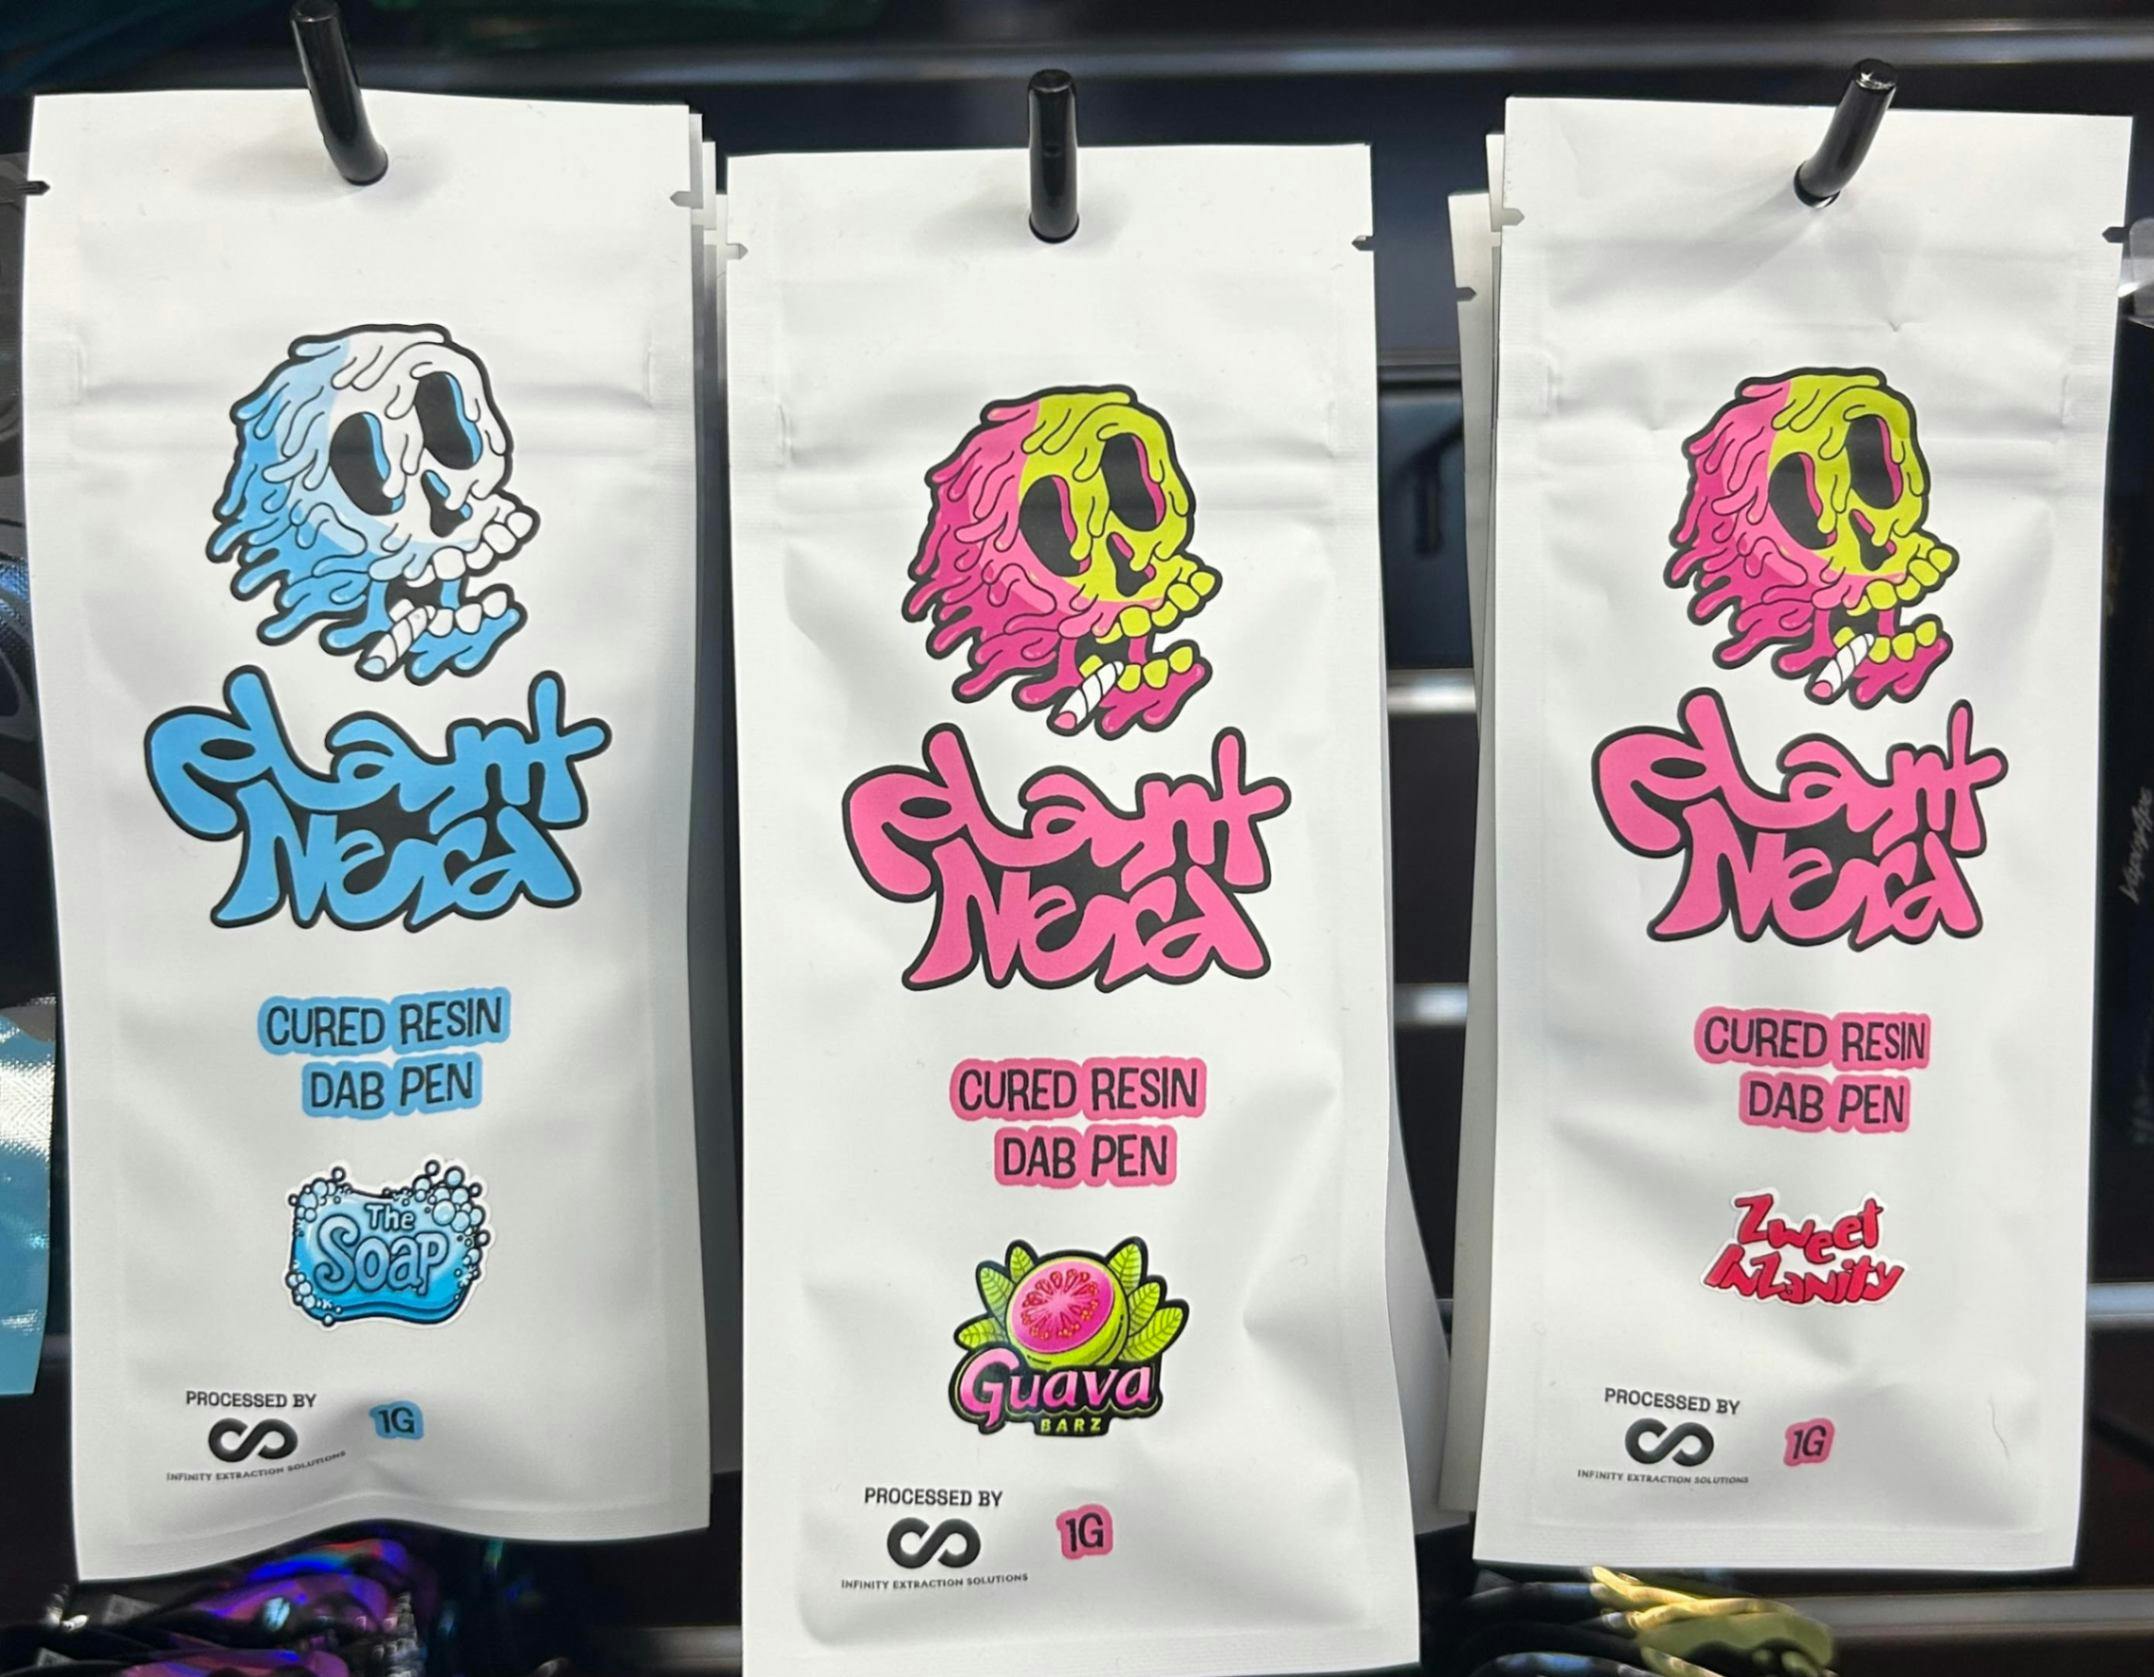 Plant
Nerd
CURED RESIN
DAB PEN
The
Soap
PROCESSED BY
INFINITY EXTRACTION SOLUTIONS
1G
Plant
Nerd
CURED RESIN
DAB PEN
Guava
BARZ
PROCESSED BY
INFINITY EXTRACTION SOLUTIONS
1G
Plant
Nerd
CURED RESIN
DAB PEN
Zweet
InZanity
PROCESSED BY
INFINITY EXTRACTION SOLUTIONS
1G